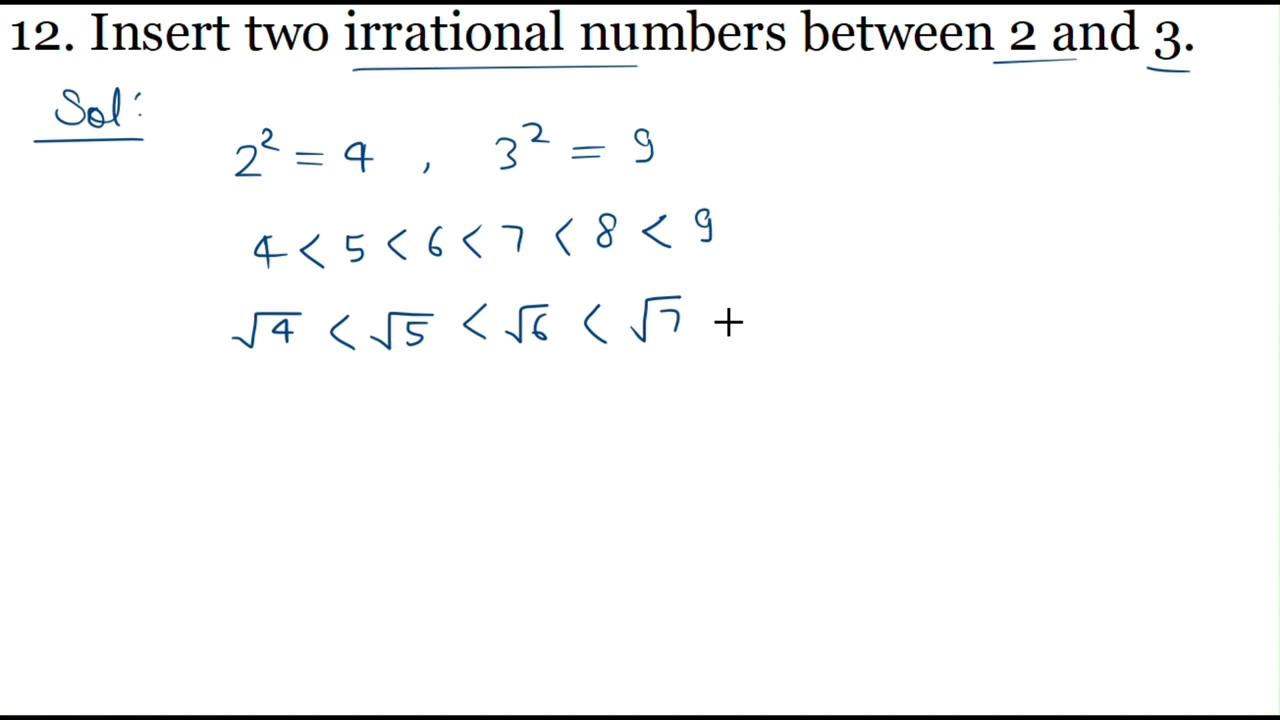 12. Insert two irrational numbers between 2 and 3.
Sol:
2² = 4 , 3² = 9
4 < 5 < 6 < 7 < 8 < 9
√4 < √5 < √6 < √7